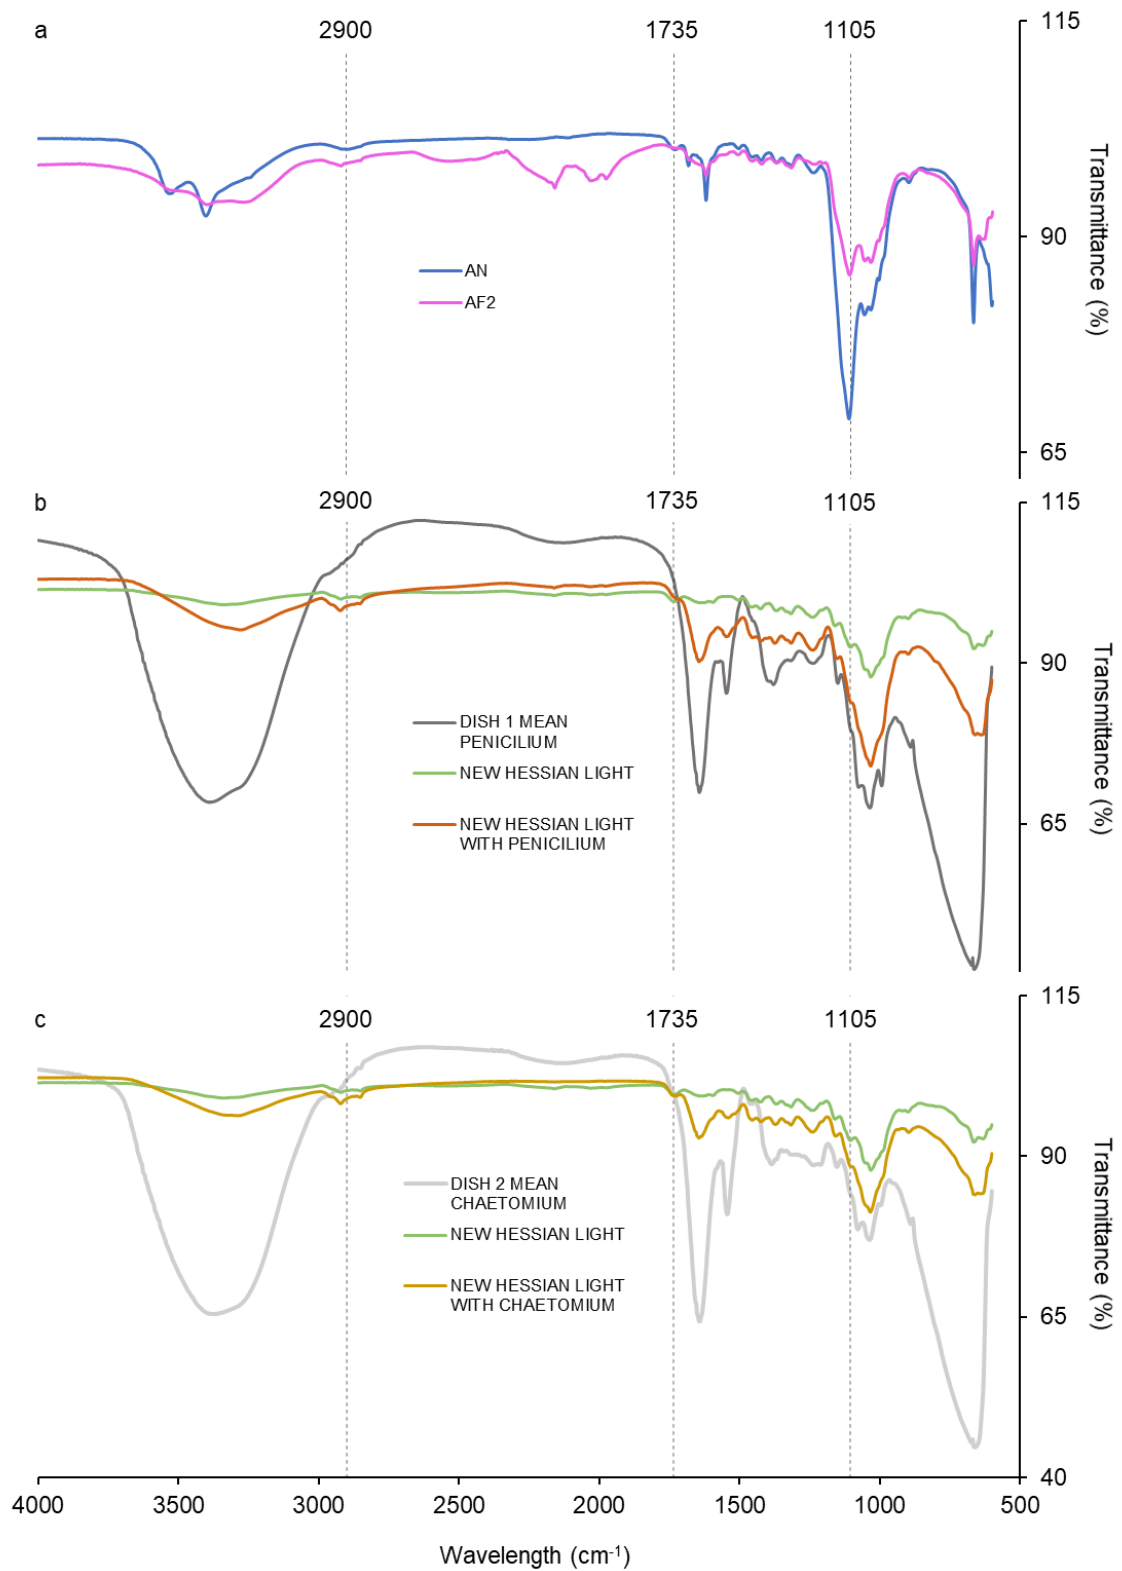 a
2900
1735
1105
115
90
65
Transmittance (%)
AN
AF2
b
2900
1735
1105
115
90
65
Transmittance (%)
DISH 1 MEAN
PENICILIUM
NEW HESSIAN LIGHT
NEW HESSIAN LIGHT
WITH PENICILIUM
c
2900
1735
1105
115
90
65
40
Transmittance (%)
DISH 2 MEAN
CHAETOMIUM
NEW HESSIAN LIGHT
NEW HESSIAN LIGHT
WITH CHAETOMIUM
4000 3500 3000 2500 2000 1500 1000 500
Wavelength (cm⁻¹)